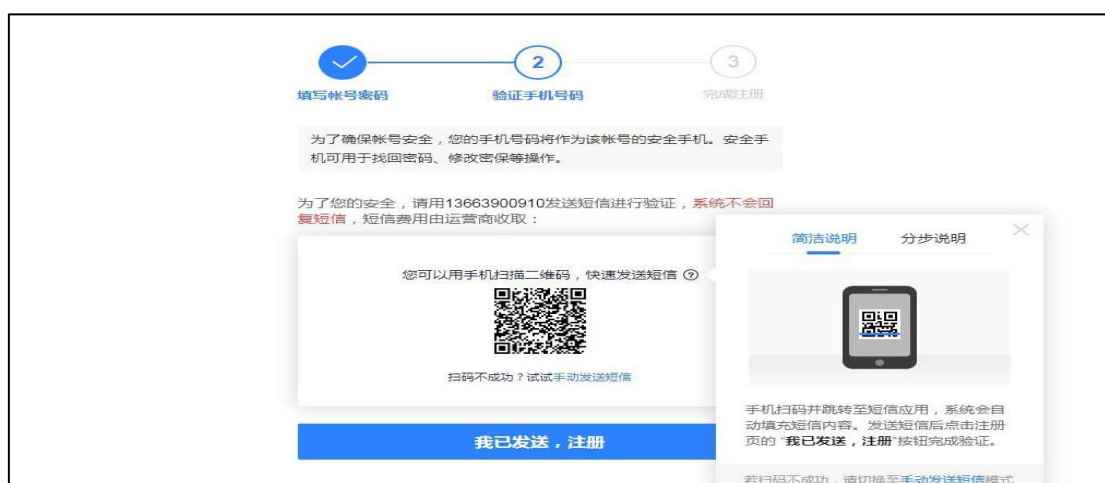 2
3
填写帐号密码
验证手机号码
完成注册
为了确保帐号安全，您的手机号码将作为该帐号的安全手机。安全手
机可用于找回密码、修改密保等操作。
为了您的安全，请用13663900910发送短信进行验证，系统不会回
复短信，短信费用由运营商收取：
您可以用手机扫描二维码，快速发送短信
扫码不成功？试试手动发送短信
我已发送，注册
简洁说明
分步说明
手机扫码并跳转至短信应用，系统会自
动填充短信内容。发送短信后点击注册
页的“我已发送，注册”按钮完成验证。
若扫码不成功，请切换至手动发送短信模式